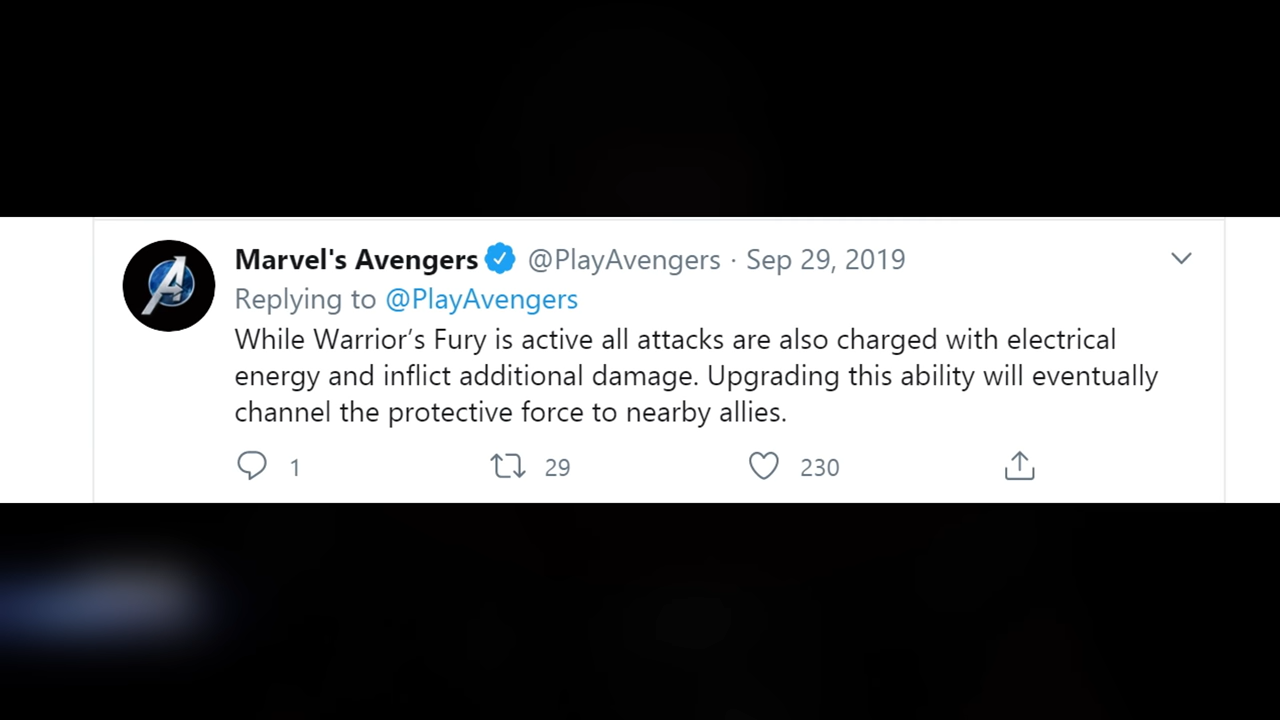 Marvel's Avengers @PlayAvengers · Sep 29, 2019
Replying to @PlayAvengers
While Warrior’s Fury is active all attacks are also charged with electrical
energy and inflict additional damage. Upgrading this ability will eventually
channel the protective force to nearby allies.
1 29 230